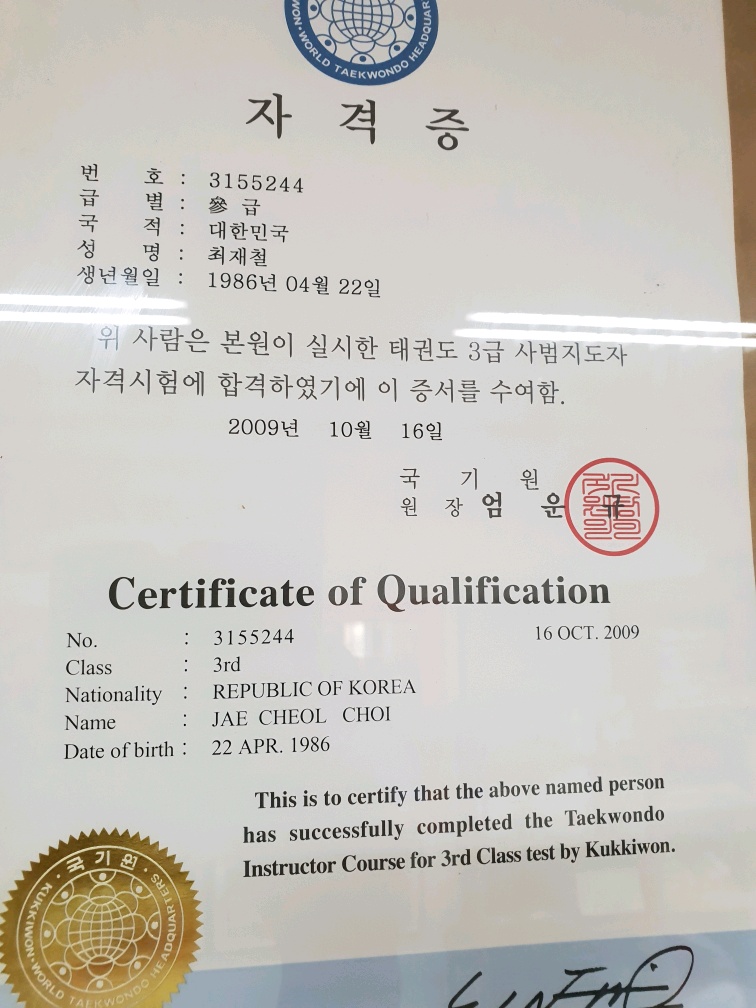 WORLD TAEKWONDO HEADQUAR
자 격 증
번 호 : 3155244
급 별 : 參 급
국 적 : 대한민국
성 명 : 최재철
생년월일 : 1986년 04월 22일
위 사람은 본원이 실시한 태권도 3급 사범지도자
자격시험에 합격하였기에 이 증서를 수여함.
2009년 10월 16일
국 기 원
원 장 엄 운 규
Certificate of Qualification
No. : 3155244 16 OCT. 2009
Class : 3rd
Nationality : REPUBLIC OF KOREA
Name : JAE CHEOL CHOI
Date of birth : 22 APR. 1986
This is to certify that the above named person
has successfully completed the Taekwondo
Instructor Course for 3rd Class test by Kukkiwon.
·국기원·
KUKKIWON·WORLD TAEKWONDO HEADQUARTERS